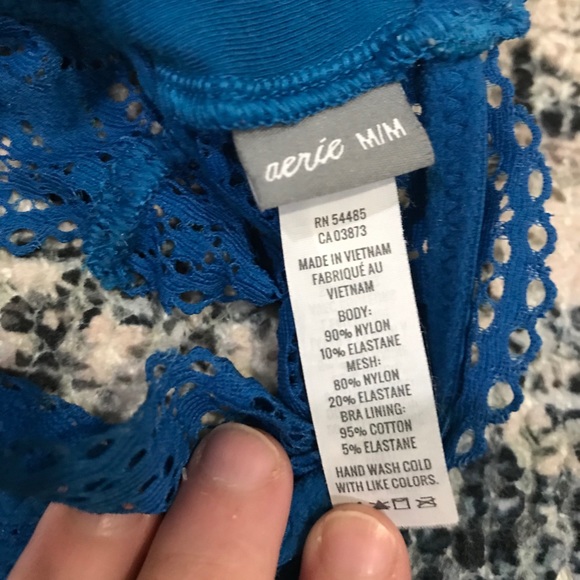 aerie M/M
RN 54485
CA 03873
MADE IN VIETNAM
FABRIQUÉ AU
VIETNAM
BODY:
90% NYLON
10% ELASTANE
MESH:
80% NYLON
20% ELASTANE
BRA LINING:
95% COTTON
5% ELASTANE
HAND WASH COLD
WITH LIKE COLORS.